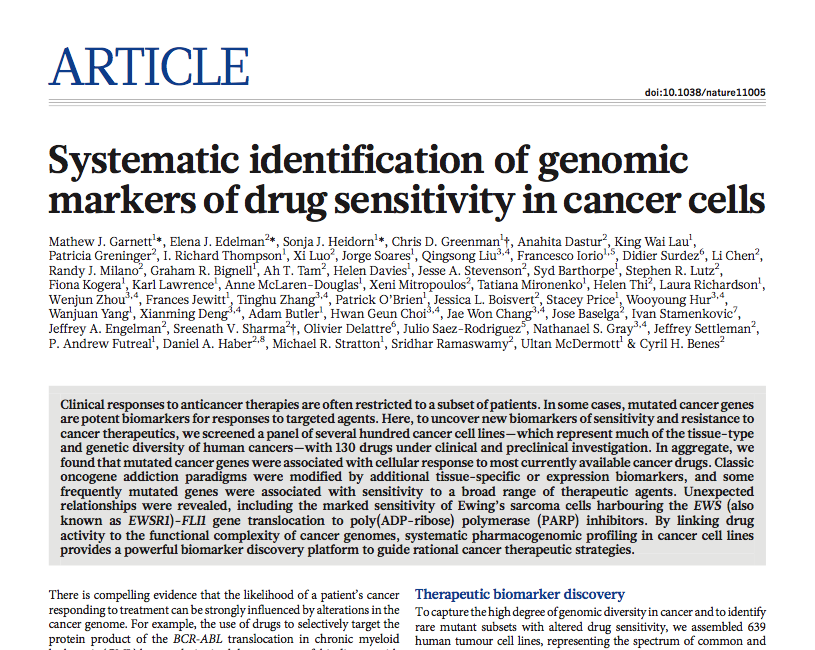 ARTICLE
doi:10.1038/nature11005
Systematic identification of genomic
markers of drug sensitivity in cancer cells
Mathew J. Garnett¹*, Elena J. Edelman²*, Sonja J. Heidorn¹*, Chris D. Greenman¹†, Anahita Dastur², King Wai Lau¹,
Patricia Greninger², I. Richard Thompson¹, Xi Luo², Jorge Soares¹, Qingsong Liu³,⁴, Francesco Iorio¹,⁵, Didier Surdez⁶, Li Chen²,
Randy J. Milano², Graham R. Bignell¹, Ah T. Tam², Helen Davies¹, Jesse A. Stevenson², Syd Barthorpe¹, Stephen R. Lutz²,
Fiona Kogera¹, Karl Lawrence¹, Anne McLaren-Douglas¹, Xeni Mitropoulos², Tatiana Mironenko¹, Helen Thi², Laura Richardson¹,
Wenjun Zhou³,⁴, Frances Jewitt¹, Tinghu Zhang³,⁴, Patrick O'Brien¹, Jessica L. Boisvert², Stacey Price¹, Wooyoung Hur³,⁴,
Wanjuan Yang¹, Xianming Deng³,⁴, Adam Butler¹, Hwan Geun Choi³,⁴, Jae Won Chang³,⁴, Jose Baselga², Ivan Stamenkovic⁷,
Jeffrey A. Engelman², Sreenath V. Sharma²†, Olivier Delattre⁶, Julio Saez-Rodriguez⁵, Nathanael S. Gray³,⁴, Jeffrey Settleman²,
P. Andrew Futreal¹, Daniel A. Haber²,⁸, Michael R. Stratton¹, Sridhar Ramaswamy², Ultan McDermott¹ & Cyril H. Benes²
Clinical responses to anticancer therapies are often restricted to a subset of patients. In some cases, mutated cancer genes
are potent biomarkers for responses to targeted agents. Here, to uncover new biomarkers of sensitivity and resistance to
cancer therapeutics, we screened a panel of several hundred cancer cell lines—which represent much of the tissue-type
and genetic diversity of human cancers—with 130 drugs under clinical and preclinical investigation. In aggregate, we
found that mutated cancer genes were associated with cellular response to most currently available cancer drugs. Classic
oncogene addiction paradigms were modified by additional tissue-specific or expression biomarkers, and some
frequently mutated genes were associated with sensitivity to a broad range of therapeutic agents. Unexpected
relationships were revealed, including the marked sensitivity of Ewing's sarcoma cells harbouring the EWS (also
known as EWSR1)-FLI1 gene translocation to poly(ADP-ribose) polymerase (PARP) inhibitors. By linking drug
activity to the functional complexity of cancer genomes, systematic pharmacogenomic profiling in cancer cell lines
provides a powerful biomarker discovery platform to guide rational cancer therapeutic strategies.
There is compelling evidence that the likelihood of a patient's cancer
responding to treatment can be strongly influenced by alterations in the
cancer genome. For example, the use of drugs to selectively target the
protein product of the BCR-ABL translocation in chronic myeloid
Therapeutic biomarker discovery
To capture the high degree of genomic diversity in cancer and to identify
rare mutant subsets with altered drug sensitivity, we assembled 639
human tumour cell lines, representing the spectrum of common and